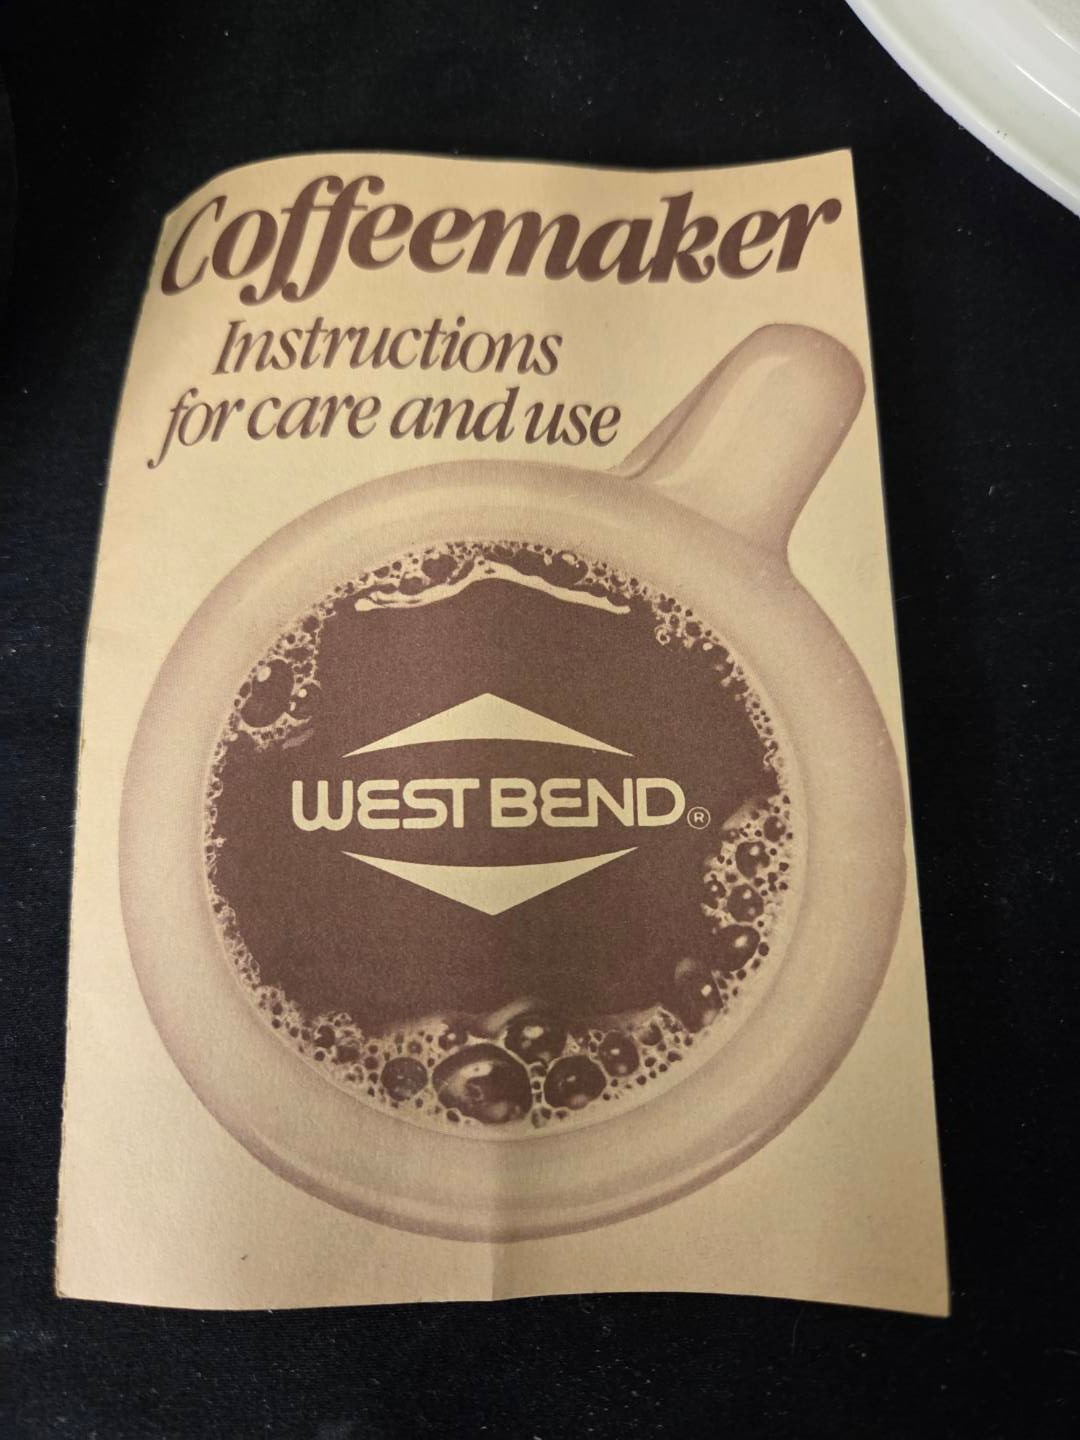 Coffeemaker
Instructions
for care and use
WEST BEND®